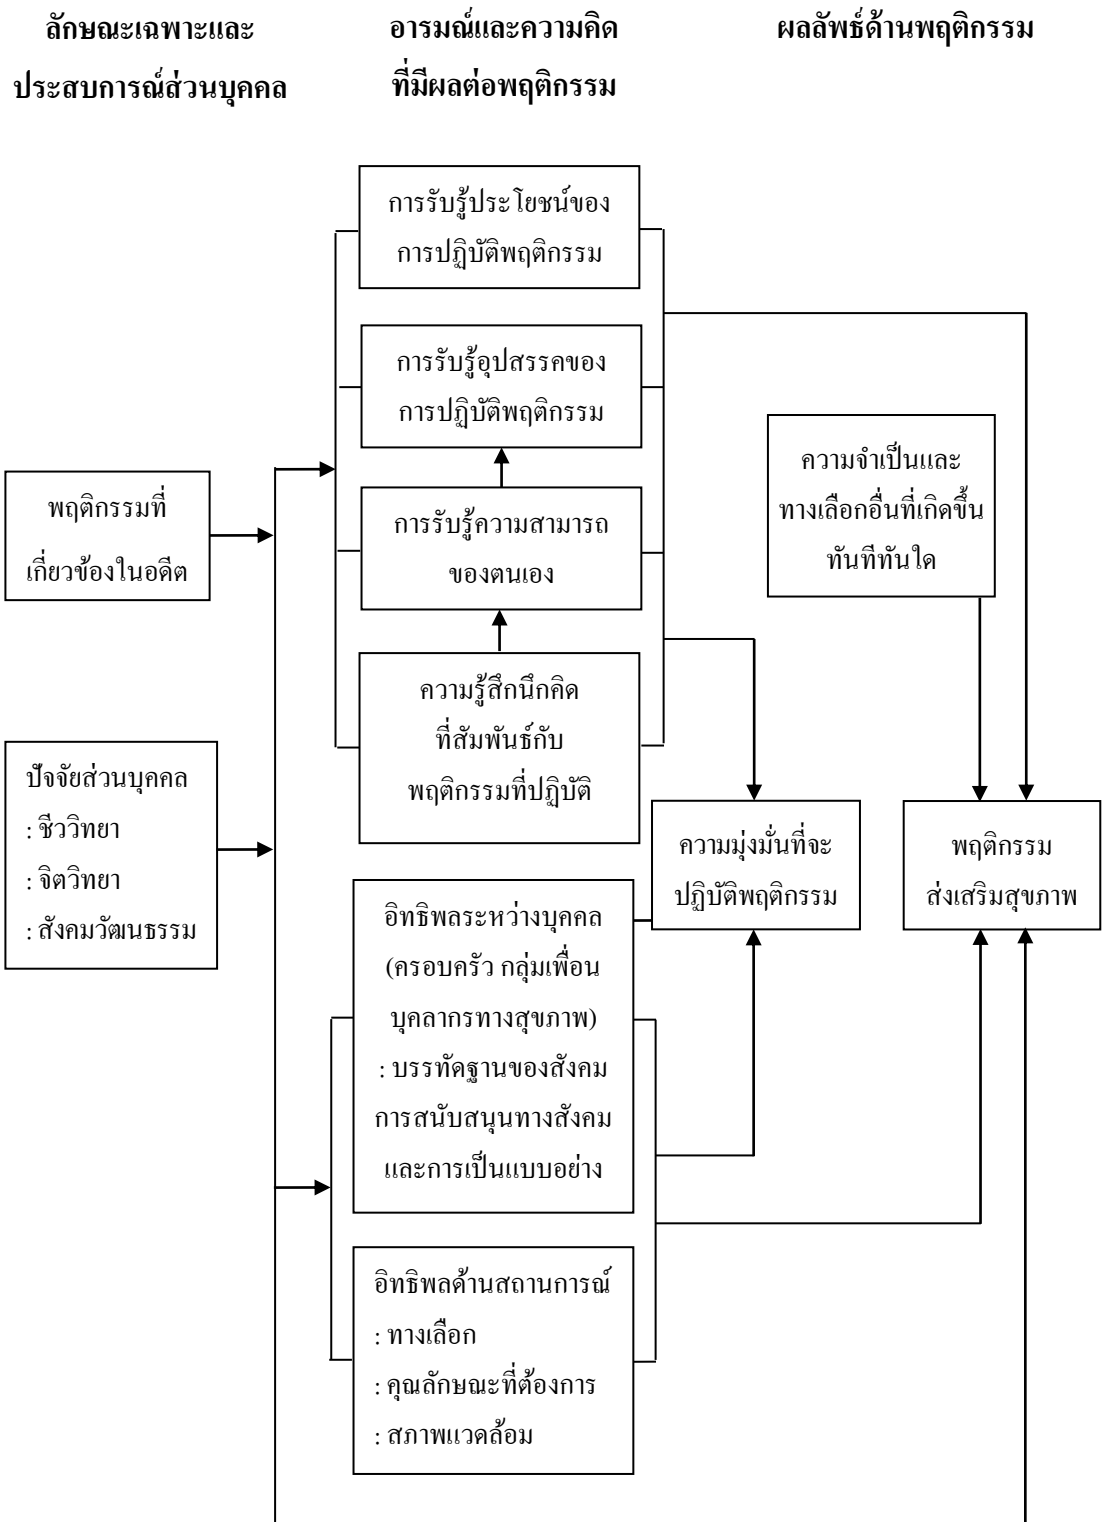 ลักษณะเฉพาะและ
ประสบการณ์ส่วนบุคคล
อารมณ์และความคิด
ที่มีผลต่อพฤติกรรม
ผลลัพธ์ด้านพฤติกรรม
การรับรู้ประโยชน์ของ
การปฏิบัติพฤติกรรม
การรับรู้อุปสรรคของ
การปฏิบัติพฤติกรรม
ความจำเป็นและ
ทางเลือกอื่นที่เกิดขึ้น
ทันทีทันใด
พฤติกรรมที่
เกี่ยวข้องในอดีต
การรับรู้ความสามารถ
ของตนเอง
ความรู้สึกนึกคิด
ที่สัมพันธ์กับ
พฤติกรรมที่ปฏิบัติ
ปัจจัยส่วนบุคคล
: ชีววิทยา
: จิตวิทยา
: สังคมวัฒนธรรม
ความมุ่งมั่นที่จะ
ปฏิบัติพฤติกรรม
พฤติกรรม
ส่งเสริมสุขภาพ
อิทธิพลระหว่างบุคคล
(ครอบครัว กลุ่มเพื่อน
บุคลากรทางสุขภาพ)
: บรรทัดฐานของสังคม
การสนับสนุนทางสังคม
และการเป็นแบบอย่าง
อิทธิพลด้านสถานการณ์
: ทางเลือก
: คุณลักษณะที่ต้องการ
: สภาพแวดล้อม